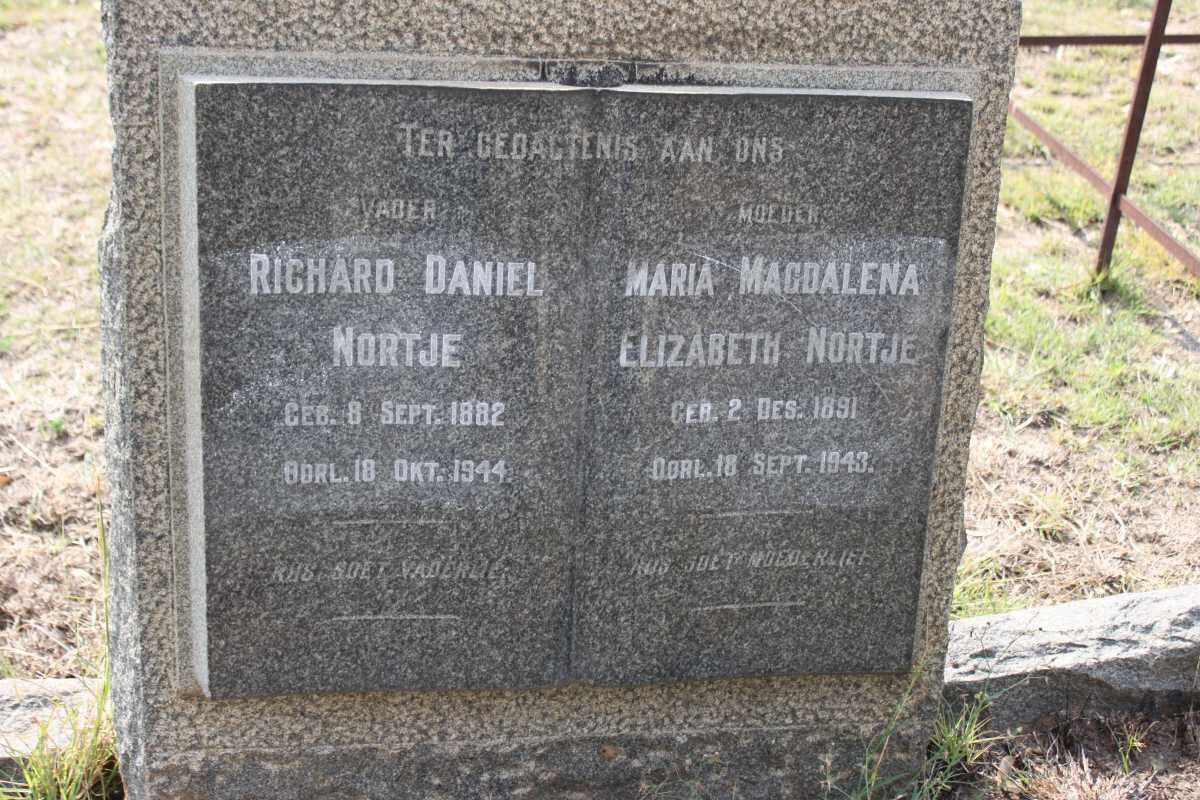 TER GEDAGTENIS AAN ONS
VADER
RICHARD DANIEL
NORTJE
GEB. 8 SEPT. 1882
OORL. 18 OKT. 1944.
RUS SOET VADERLIEF
MOEDER
MARIA MAGDALENA
ELIZABETH NORTJE
GEB. 2 DES. 1891
OORL. 18 SEPT. 1943.
RUS SOET MOEDERLIEF